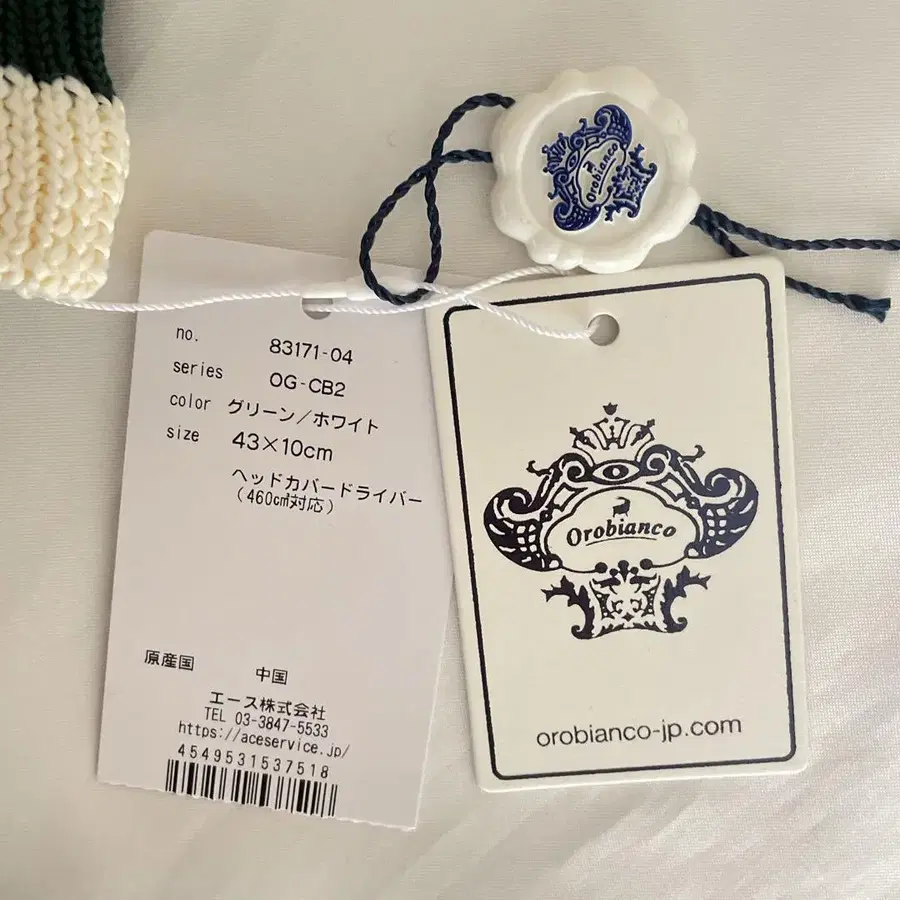 no. 83171-04
series OG-CB2
color グリーン/ホワイト
size 43×10cm
ヘッドカバードライバー
(460c㎡対応)
原産国 中国
エース株式会社
TEL 03-3847-5533
https://aceservice.jp/
4549531537518
Orobianco
Orobianco
orobianco-jp.com